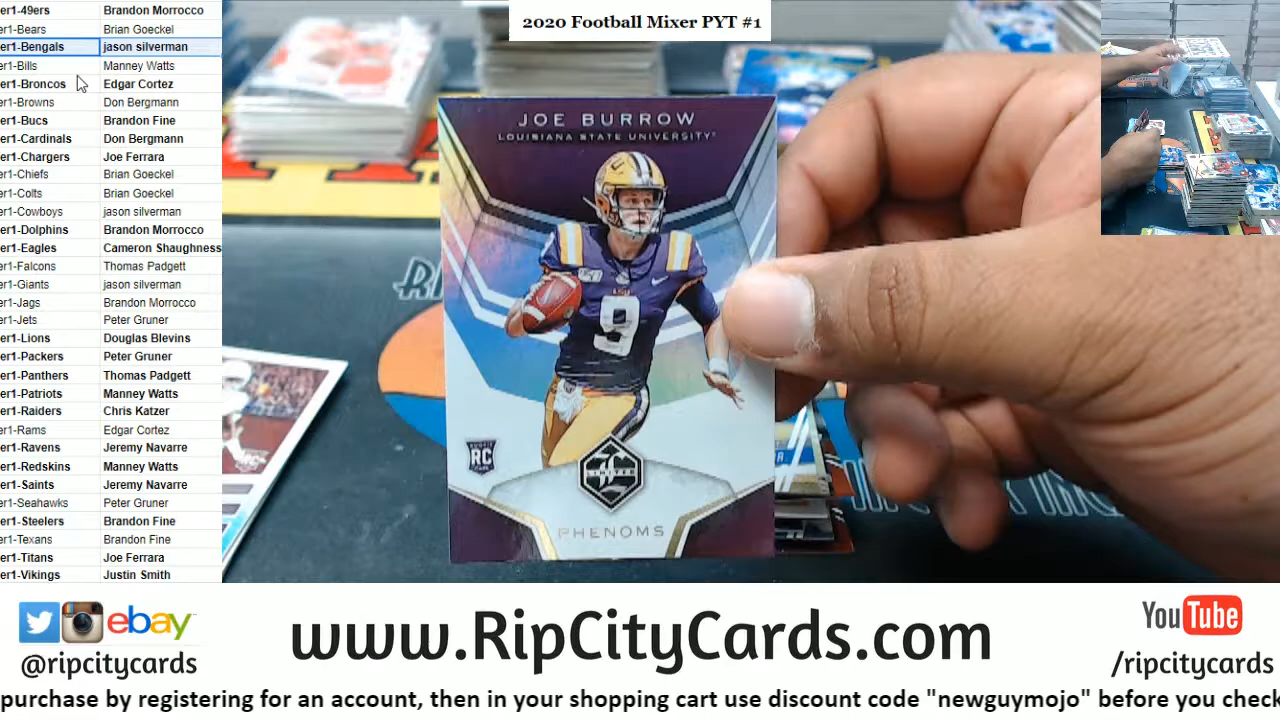 2020 Football Mixer PYT #1
er1-49ers Brandon Morrocco
er1-Bears Brian Goeckel
er1-Bengals jason silverman
er1-Bills Manney Watts
er1-Broncos Edgar Cortez
er1-Browns Don Bergmann
er1-Bucs Brandon Fine
er1-Cardinals Don Bergmann
er1-Chargers Joe Ferrara
er1-Chiefs Brian Goeckel
er1-Colts Brian Goeckel
er1-Cowboys jason silverman
er1-Dolphins Brandon Morrocco
er1-Eagles Cameron Shaughness
er1-Falcons Thomas Padgett
er1-Giants jason silverman
er1-Jags Brandon Morrocco
er1-Jets Peter Gruner
er1-Lions Douglas Blevins
er1-Packers Peter Gruner
er1-Panthers Thomas Padgett
er1-Patriots Manney Watts
er1-Raiders Chris Katzer
er1-Rams Edgar Cortez
er1-Ravens Jeremy Navarre
er1-Redskins Manney Watts
er1-Saints Jeremy Navarre
er1-Seahawks Peter Gruner
er1-Steelers Brandon Fine
er1-Texans Brandon Fine
er1-Titans Joe Ferrara
er1-Vikings Justin Smith
JOE BURROW
LOUISIANA STATE UNIVERSITY
LSU
9
RC
LIMITED
PHENOMS
ebay
@ripcitycards
www.RipCityCards.com
YouTube
/ripcitycards
purchase by registering for an account, then in your shopping cart use discount code "newguymojo" before you check